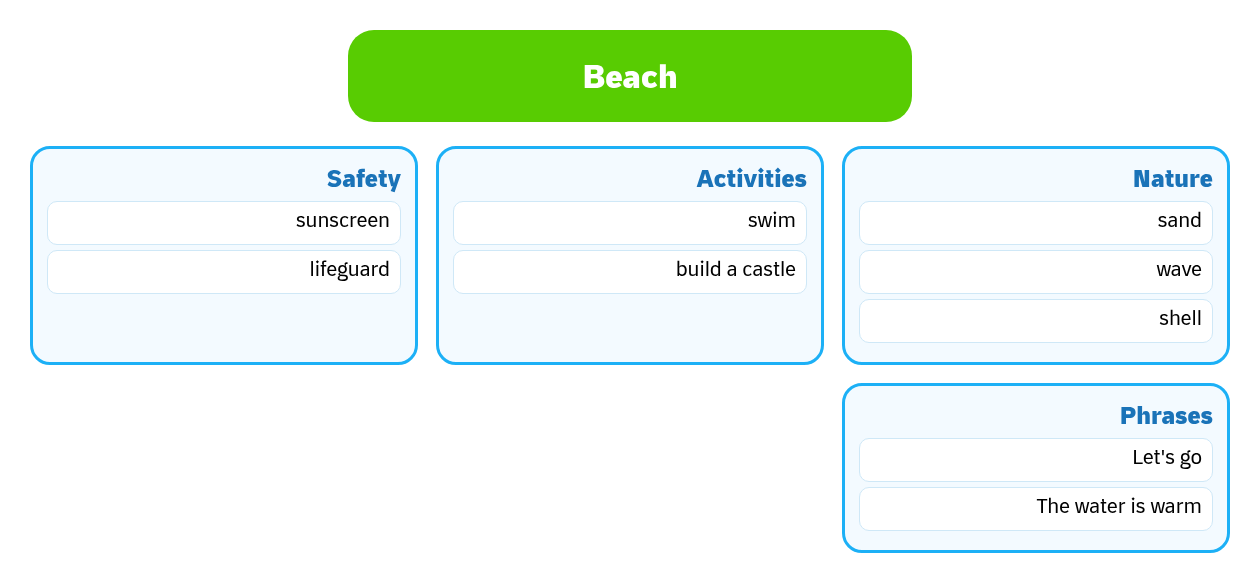 Beach
Nature
sand
wave
shell
Activities
swim
build a castle
Safety
sunscreen
lifeguard
Phrases
Let's go
The water is warm